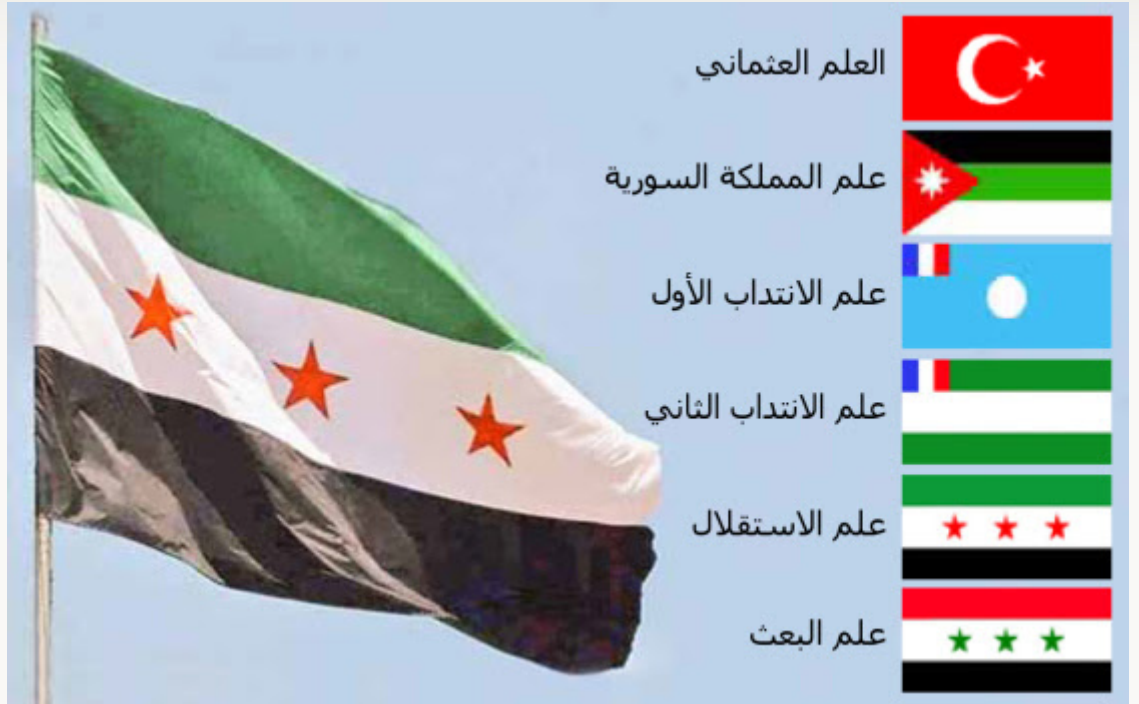 العلم العثماني
علم المملكة السورية
علم الانتداب الأول
علم الانتداب الثاني
علم الاستقلال
علم البعث